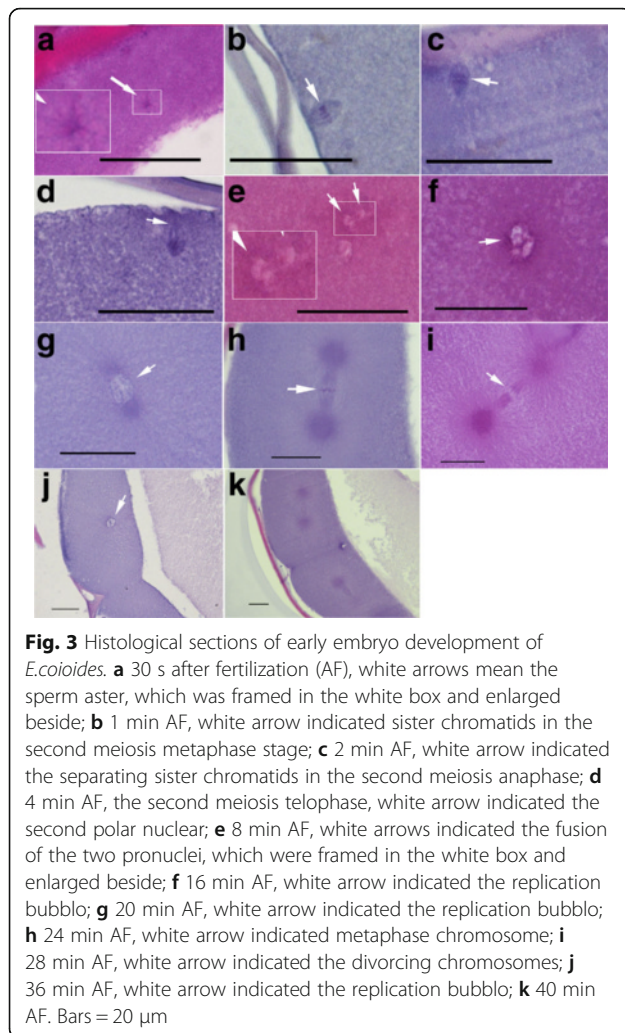 a
b
c
d
e
f
g
h
i
j
k
Fig. 3 Histological sections of early embryo development of
E.coioides. a 30 s after fertilization (AF), white arrows mean the
sperm aster, which was framed in the white box and enlarged
beside; b 1 min AF, white arrow indicated sister chromatids in the
second meiosis metaphase stage; c 2 min AF, white arrow indicated
the separating sister chromatids in the second meiosis anaphase; d
4 min AF, the second meiosis telophase, white arrow indicated the
second polar nuclear; e 8 min AF, white arrows indicated the fusion
of the two pronuclei, which were framed in the white box and
enlarged beside; f 16 min AF, white arrow indicated the replication
bubblo; g 20 min AF, white arrow indicated the replication bubblo;
h 24 min AF, white arrow indicated metaphase chromosome; i
28 min AF, white arrow indicated the divorcing chromosomes; j
36 min AF, white arrow indicated the replication bubblo; k 40 min
AF. Bars = 20 μm